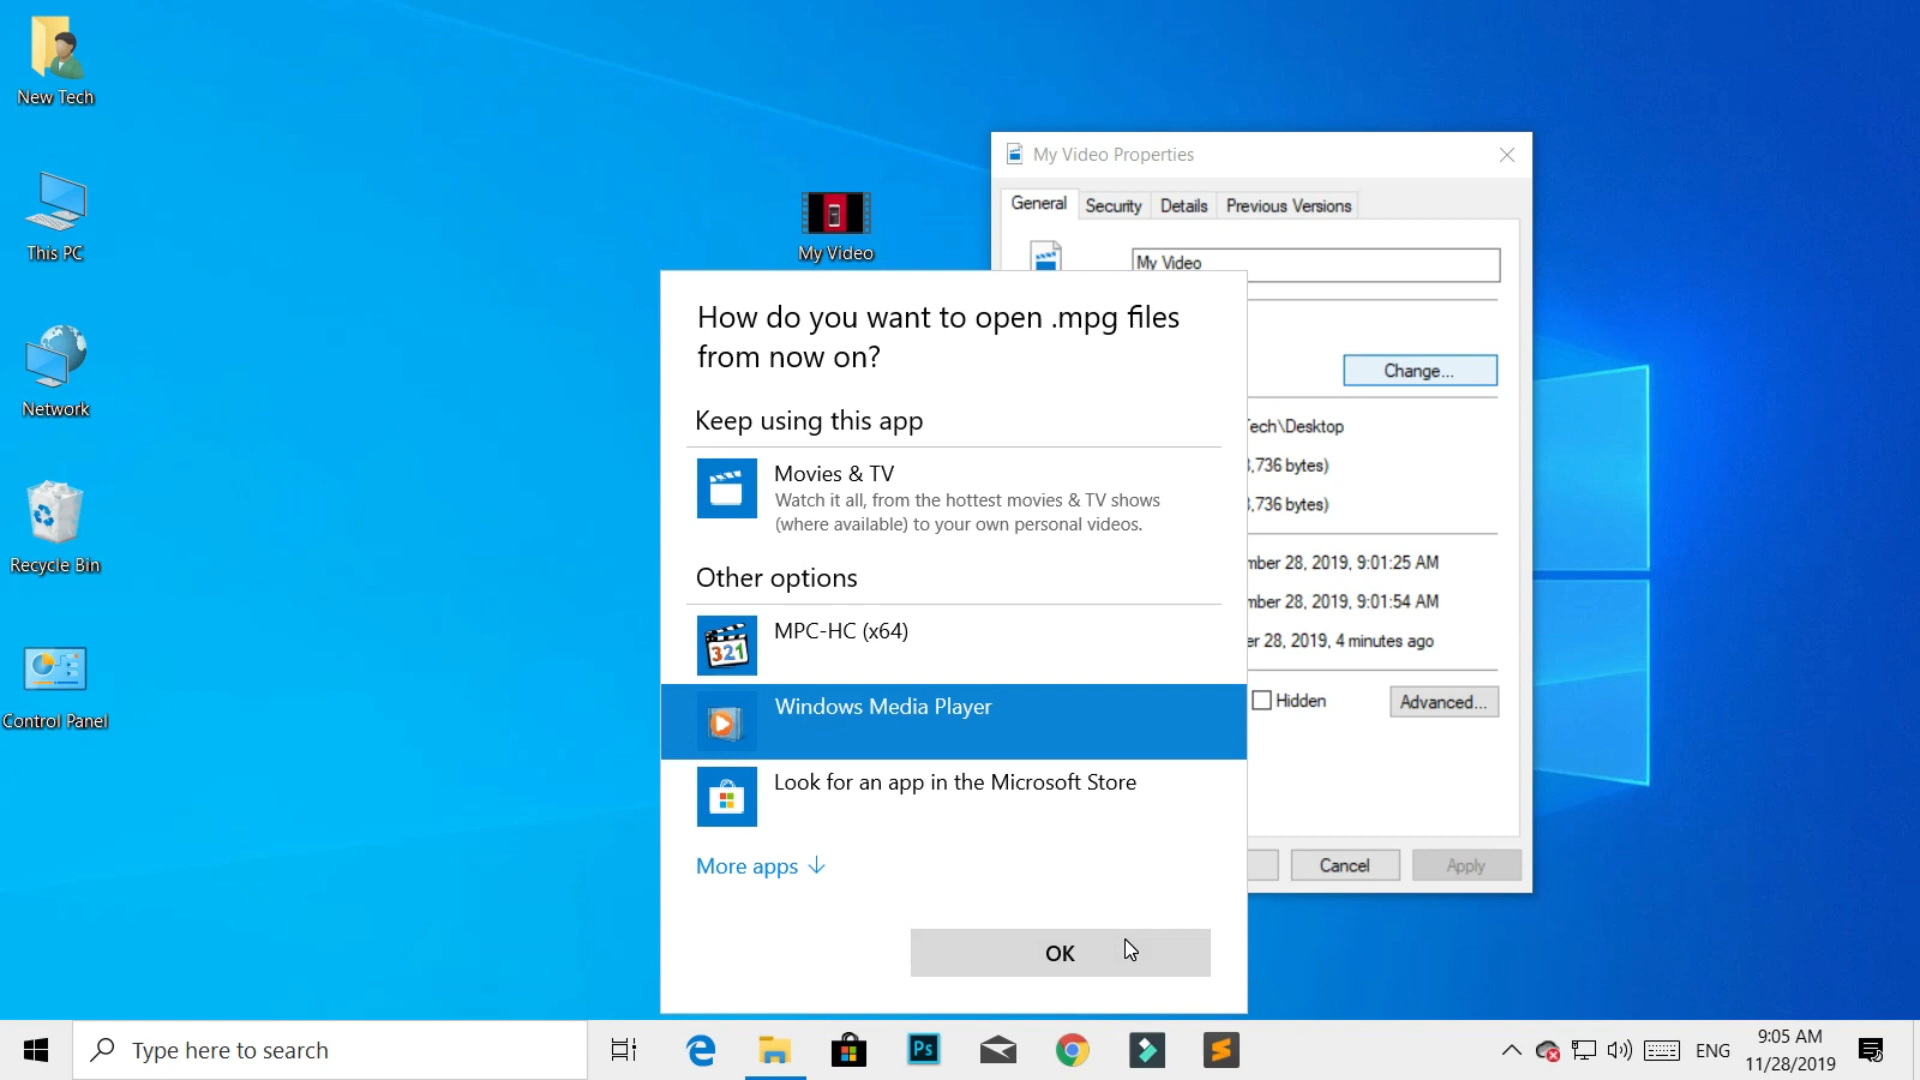 New Tech
This PC
Network
Recycle Bin
Control Panel
My Video
My Video Properties
General
Security
Details
Previous Versions
My Video
Change...
ech\Desktop
,736 bytes)
,736 bytes)
mber 28, 2019, 9:01:25 AM
mber 28, 2019, 9:01:54 AM
er 28, 2019, 4 minutes ago
Hidden
Advanced...
Cancel
Apply
How do you want to open .mpg files
from now on?
Keep using this app
Movies & TV
Watch it all, from the hottest movies & TV shows
(where available) to your own personal videos.
Other options
321
MPC-HC (x64)
Windows Media Player
Look for an app in the Microsoft Store
More apps
OK
Type here to search
Ps
ENG
9:05 AM
11/28/2019